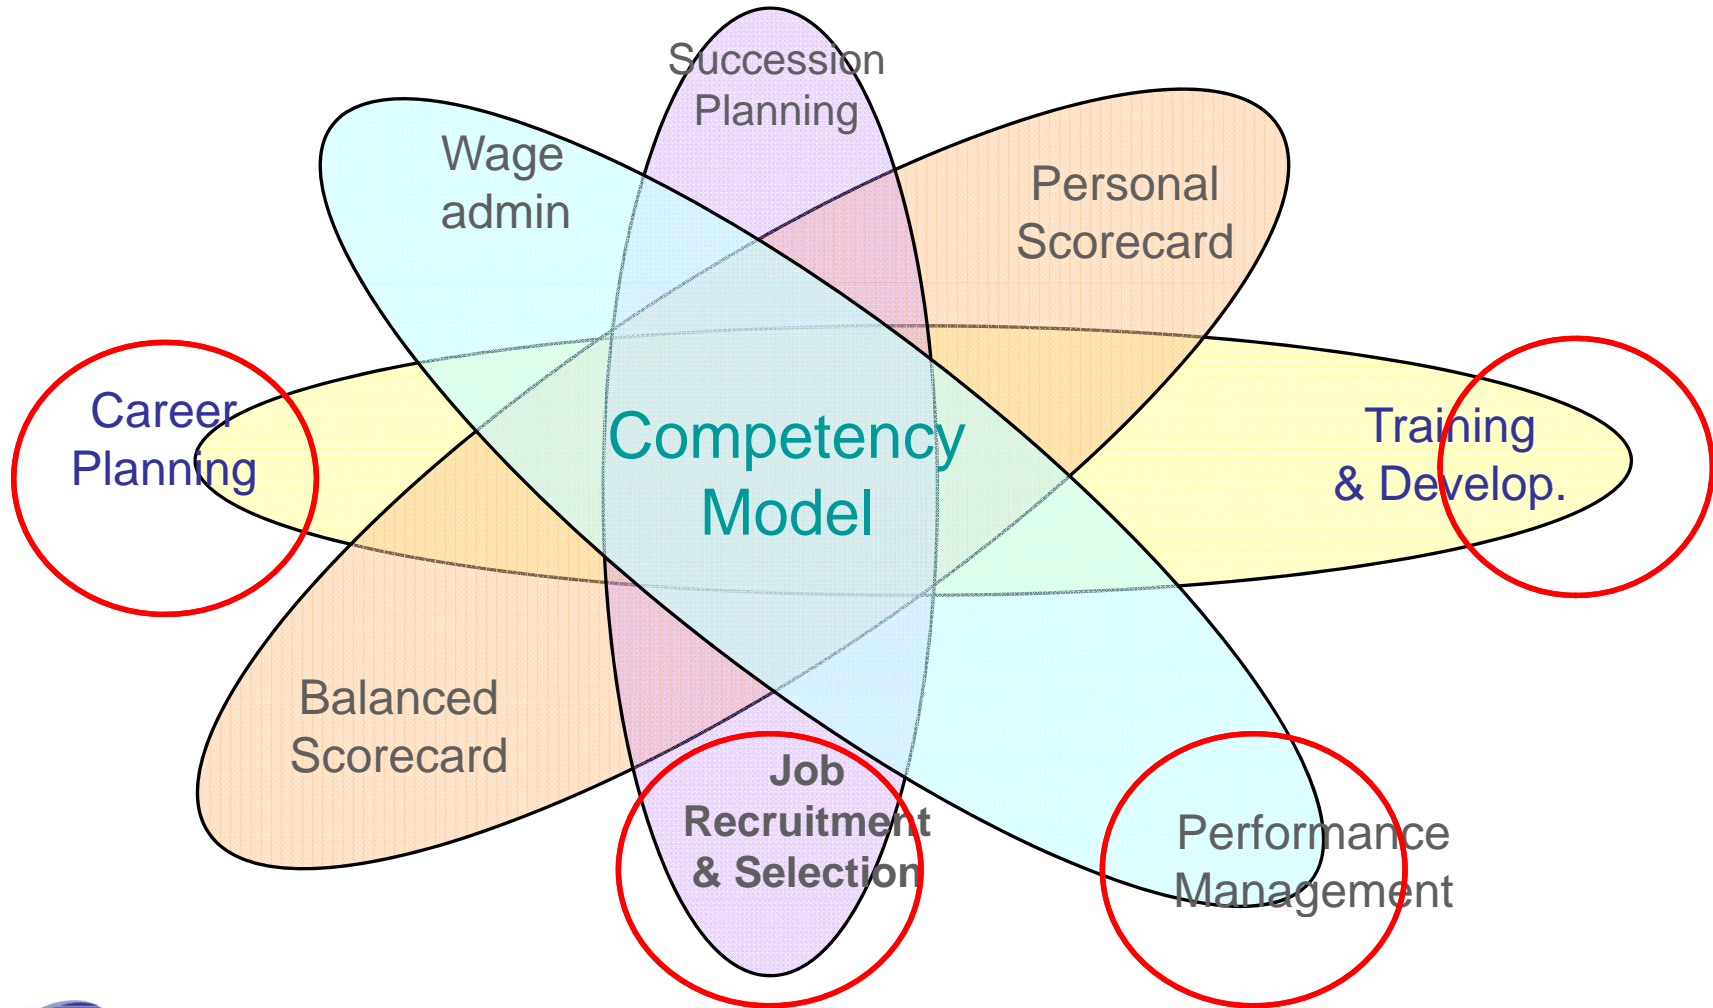 Succession
Planning
Wage
admin
Personal
Scorecard
Career
Planning
Competency
Model
Training
& Develop.
Balanced
Scorecard
Job
Recruitment
& Selection
Performance
Management